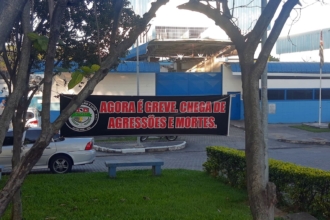 AGORA É GREVE. CHEGA DE
AGRESSÕES E MORTES.